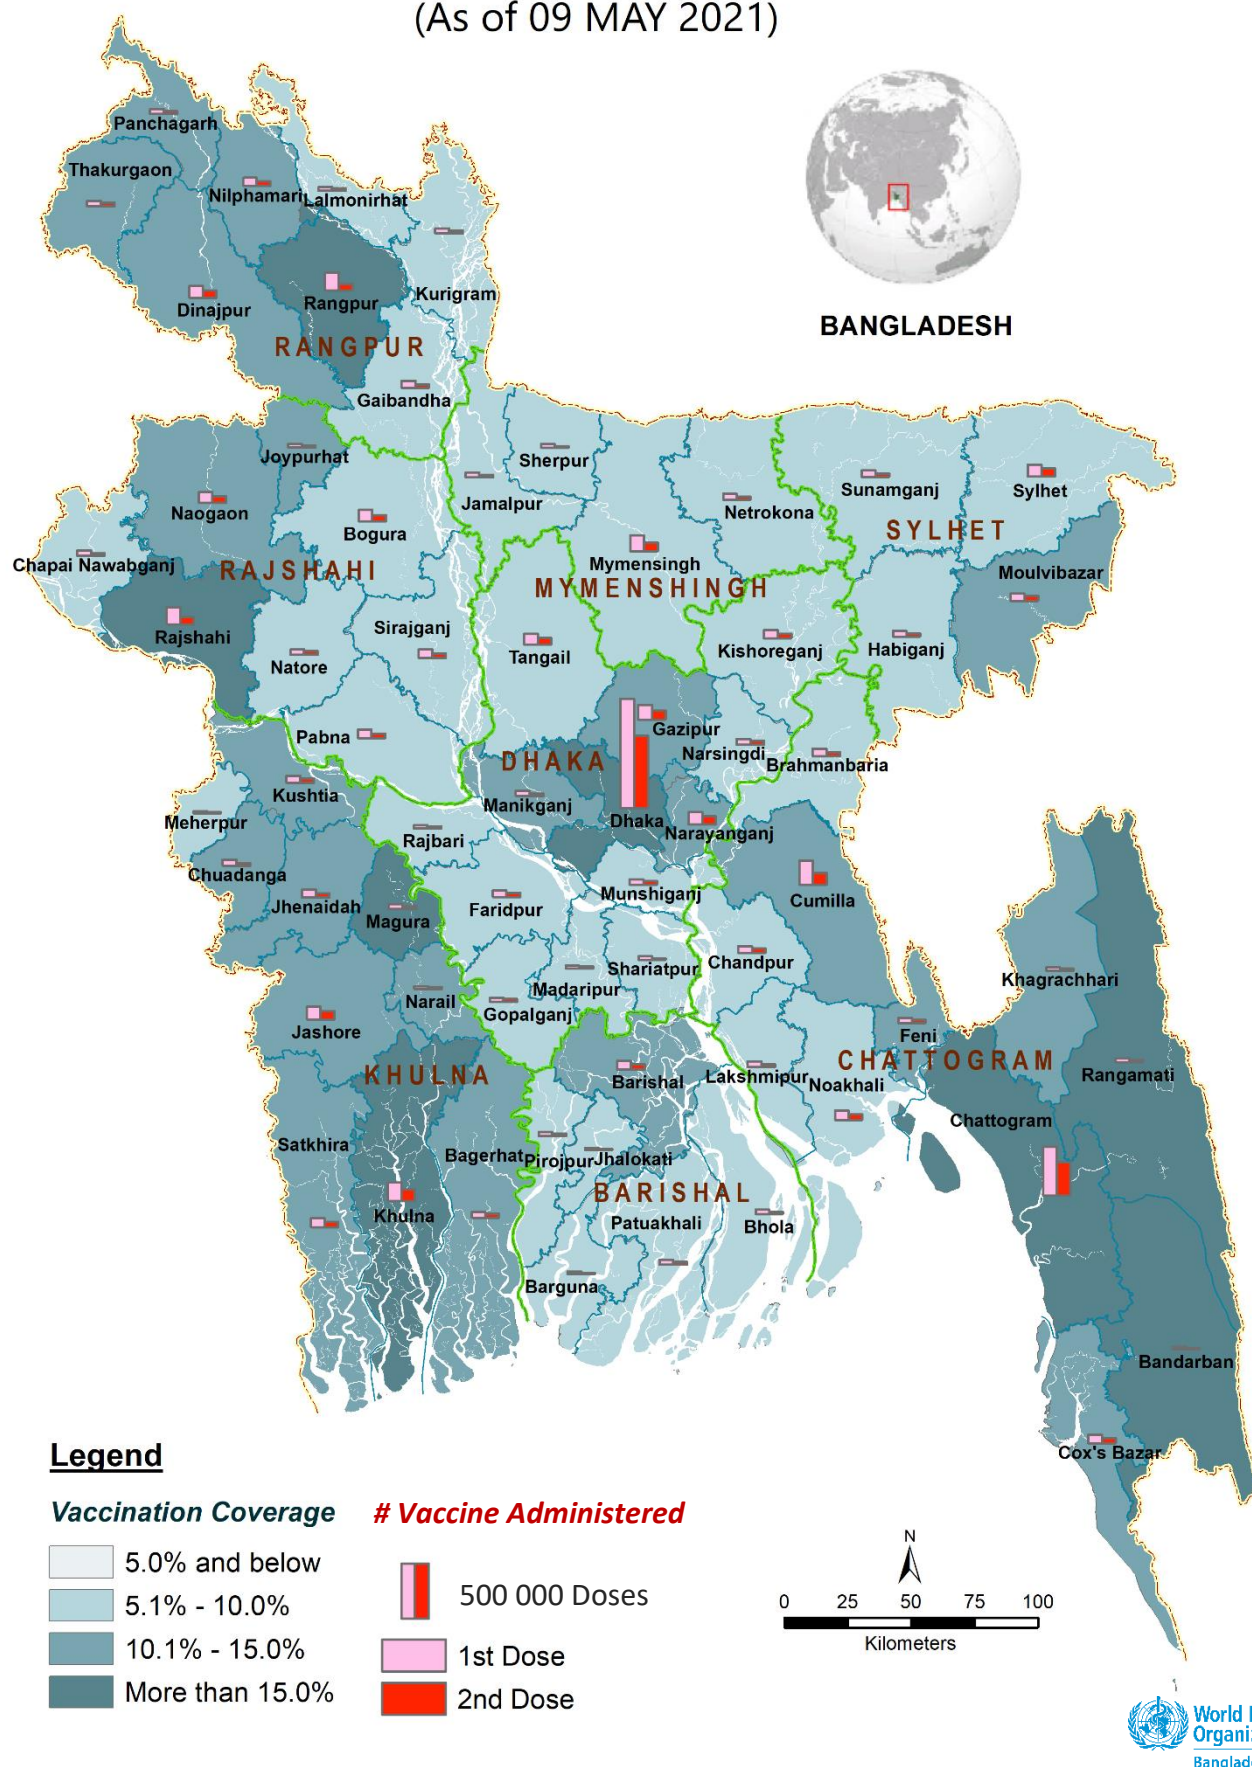 (As of 09 MAY 2021)
BANGLADESH
Panchagarh
Thakurgaon
Nilphamari
Lalmonirhat
Dinajpur
Rangpur
Kurigram
RANGPUR
Gaibandha
Joypurhat
Sherpur
Jamalpur
Netrokona
Sunamganj
Sylhet
Naogaon
Bogura
SYLHET
Chapai Nawabganj
RAJSHAHI
Mymensingh
MYMENSHINGH
Moulvibazar
Rajshahi
Sirajganj
Natore
Tangail
Kishoreganj
Habiganj
Pabna
Gazipur
DHAKA
Narsingdi
Brahmanbaria
Kushtia
Manikganj
Meherpur
Dhaka
Narayanganj
Rajbari
Chuadanga
Jhenaidah
Magura
Faridpur
Munshiganj
Cumilla
Shariatpur
Chandpur
Madaripur
Khagrachhari
Narail
Gopalganj
Jashore
Feni
KHULNA
Barishal
Lakshmipur
Noakhali
CHATTOGRAM
Rangamati
Chattogram
Satkhira
Bagerhat
Pirojpur
Jhalokati
BARISHAL
Khulna
Patuakhali
Bhola
Barguna
Bandarban
Cox's Bazar
Legend
Vaccination Coverage
5.0% and below
5.1% - 10.0%
10.1% - 15.0%
More than 15.0%
# Vaccine Administered
500 000 Doses
1st Dose
2nd Dose
N
0 25 50 75 100
Kilometers
World